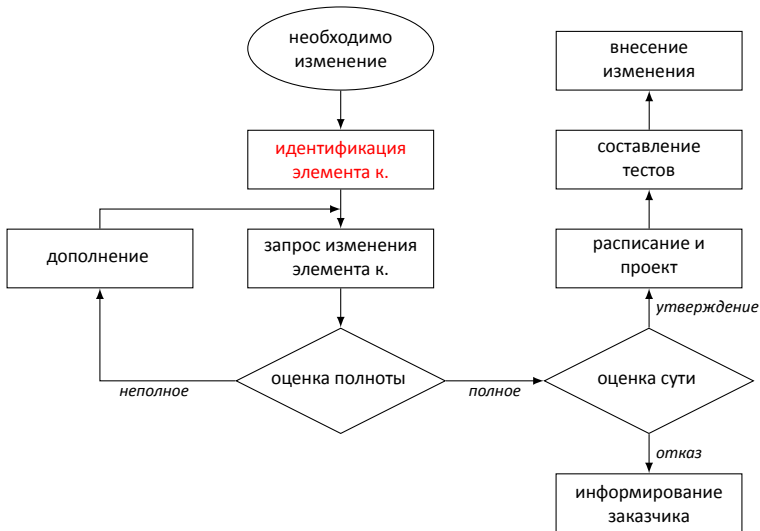 необходимо
изменение
идентификация
элемента к.
запрос изменения
элемента к.
дополнение
оценка полноты
неполное
полное
оценка сути
утверждение
расписание и
проект
составление
тестов
внесение
изменения
отказ
информирование
заказчика